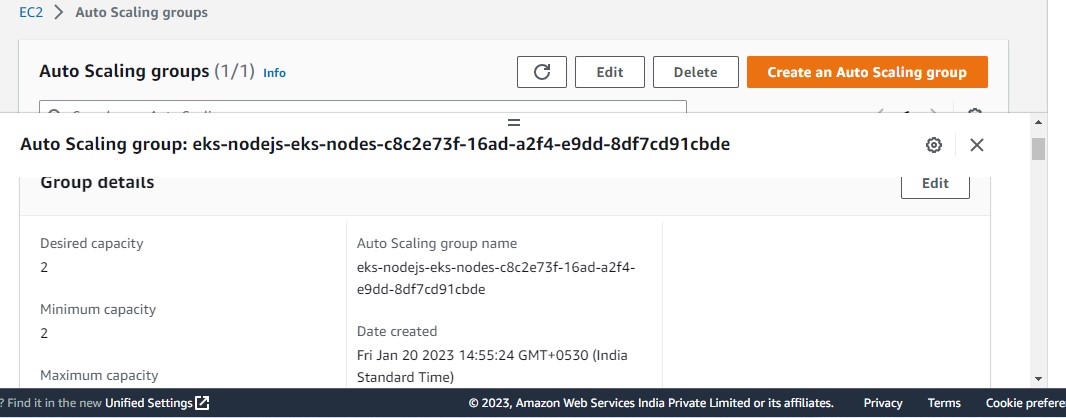 EC2 > Auto Scaling groups
Auto Scaling groups (1/1) Info
Edit
Delete
Create an Auto Scaling group
Auto Scaling group: eks-nodejs-eks-nodes-c8c2e73f-16ad-a2f4-e9dd-8df7cd91cbde
Group details
Edit
Desired capacity
2
Minimum capacity
2
Maximum capacity
Auto Scaling group name
eks-nodejs-eks-nodes-c8c2e73f-16ad-a2f4-
e9dd-8df7cd91cbde
Date created
Fri Jan 20 2023 14:55:24 GMT+0530 (India
Standard Time)
? Find it in the new Unified Settings
© 2023, Amazon Web Services India Private Limited or its affiliates.
Privacy
Terms
Cookie prefere